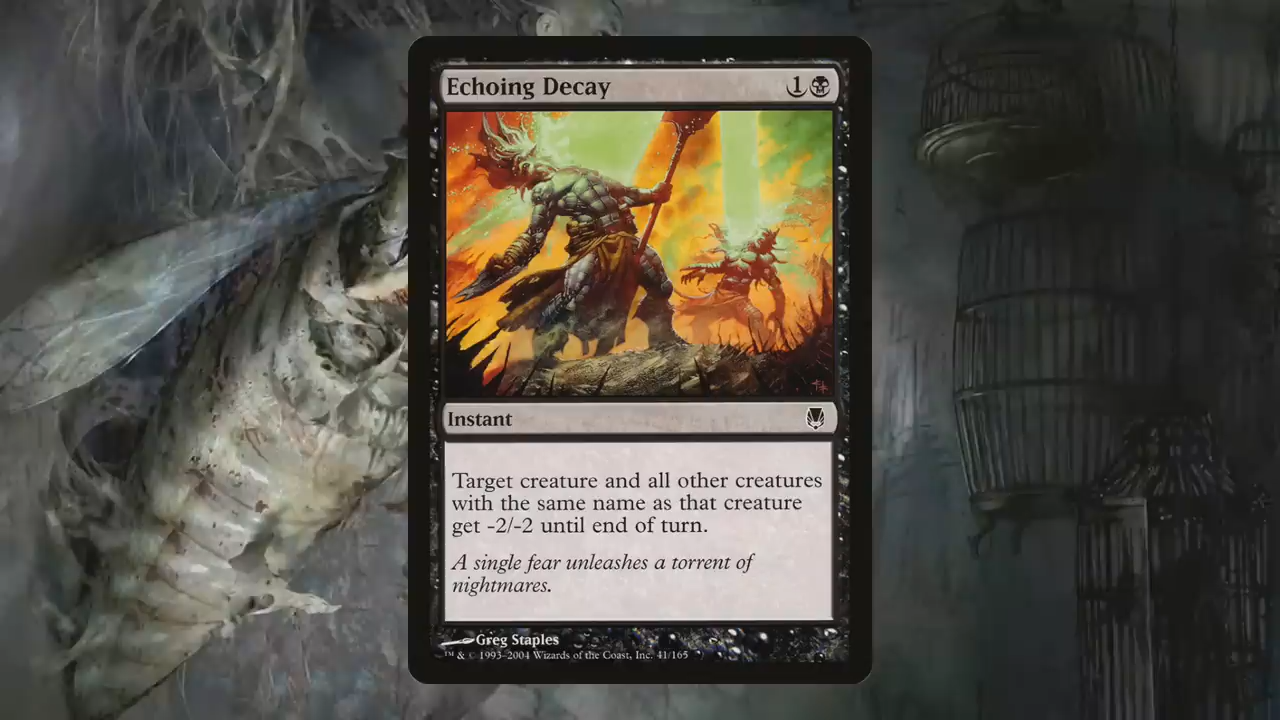 Echoing Decay 1
Instant
Target creature and all other creatures
with the same name as that creature
get -2/-2 until end of turn.
A single fear unleashes a torrent of
nightmares.
Greg Staples
™ & © 1993–2004 Wizards of the Coast, Inc. 41/165